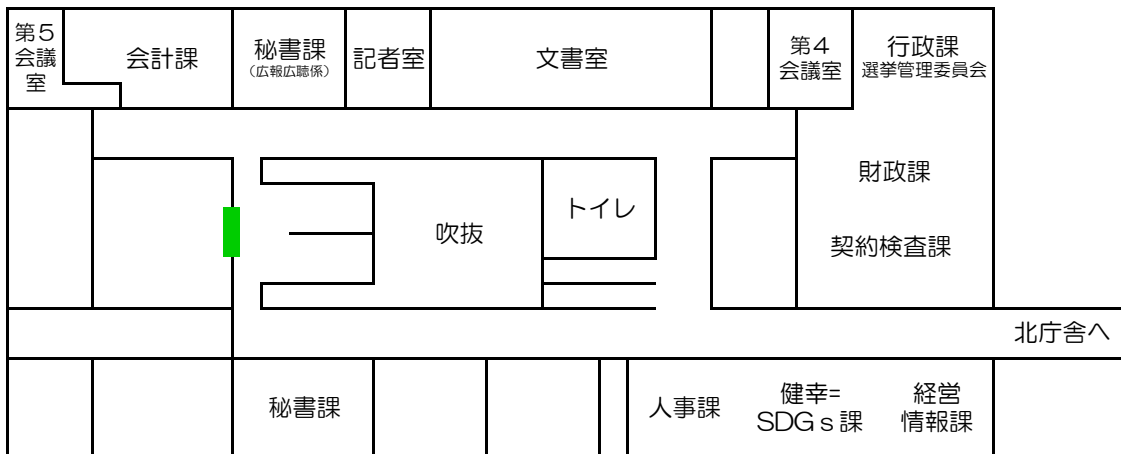 第５
会議
室
会計課
秘書課
（広報広聴係）
記者室
文書室
第４
会議室
行政課
選挙管理委員会
財政課
トイレ
吹抜
契約検査課
北庁舎へ
秘書課
人事課
健幸=
SDGｓ課
経営
情報課